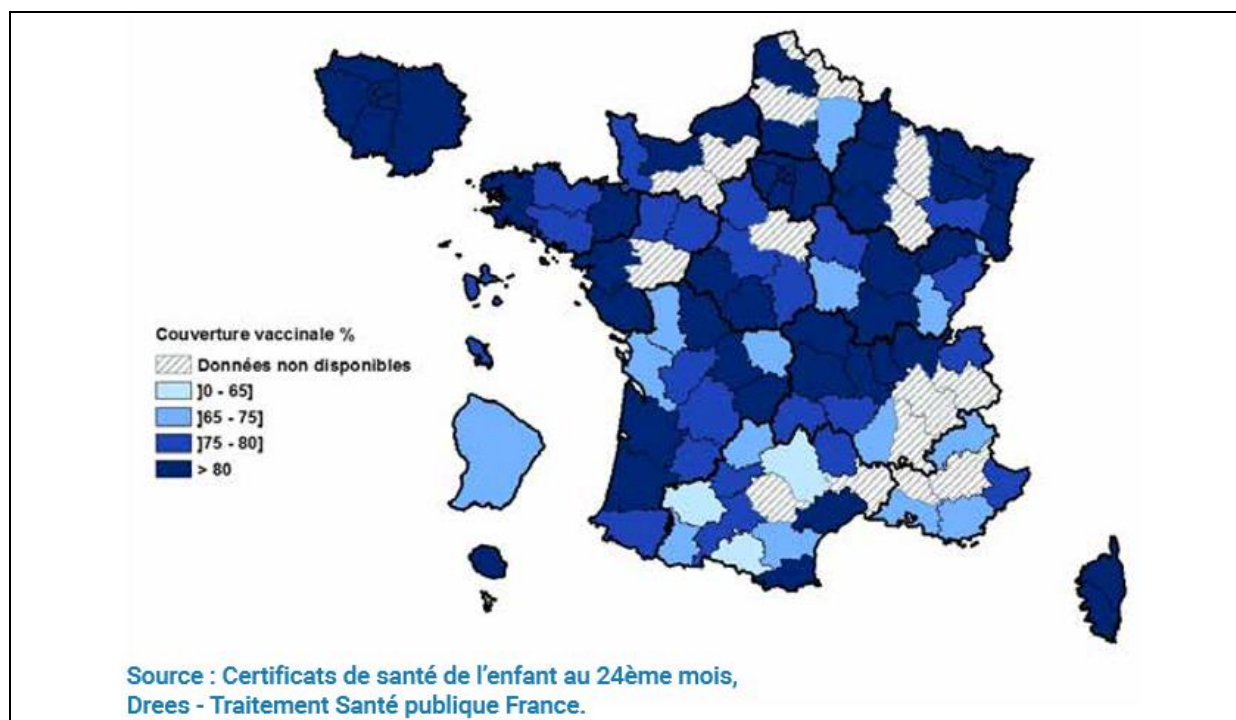 Couverture vaccinale %
Données non disponibles
]0 - 65]
]65 - 75]
]75 - 80]
> 80
Source : Certificats de santé de l'enfant au 24ème mois,
Drees - Traitement Santé publique France.